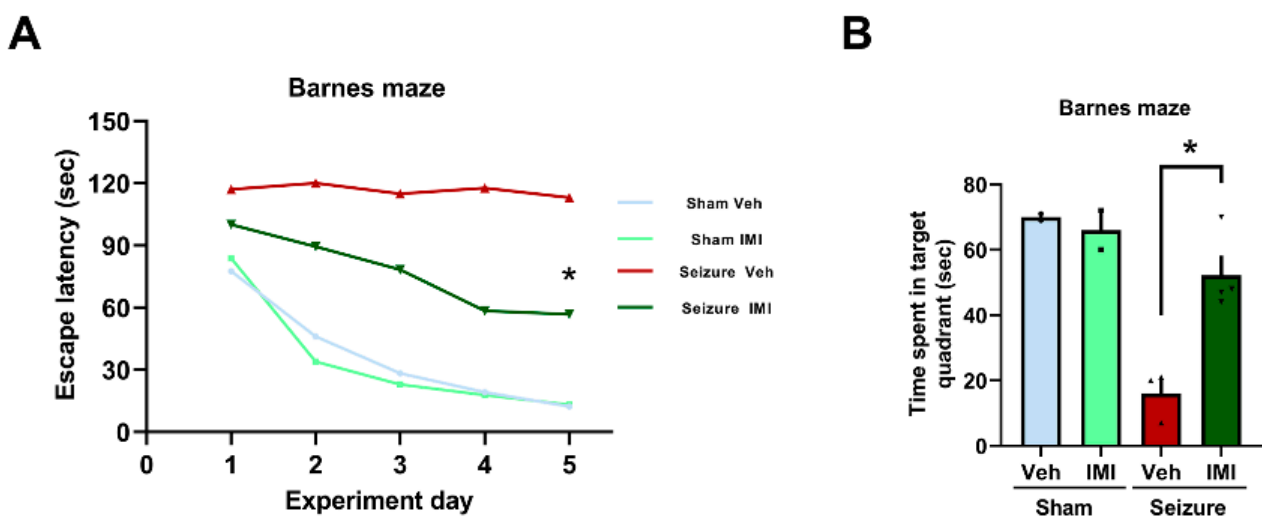 A
Barnes maze
Escape latency (sec)
150
120
90
60
30
0
0 1 2 3 4 5
Experiment day
*
Sham Veh
Sham IMI
Seizure Veh
Seizure IMI
B
Barnes maze
*
Time spent in target
quadrant (sec)
80
60
40
20
0
Veh IMI Veh IMI
Sham Seizure